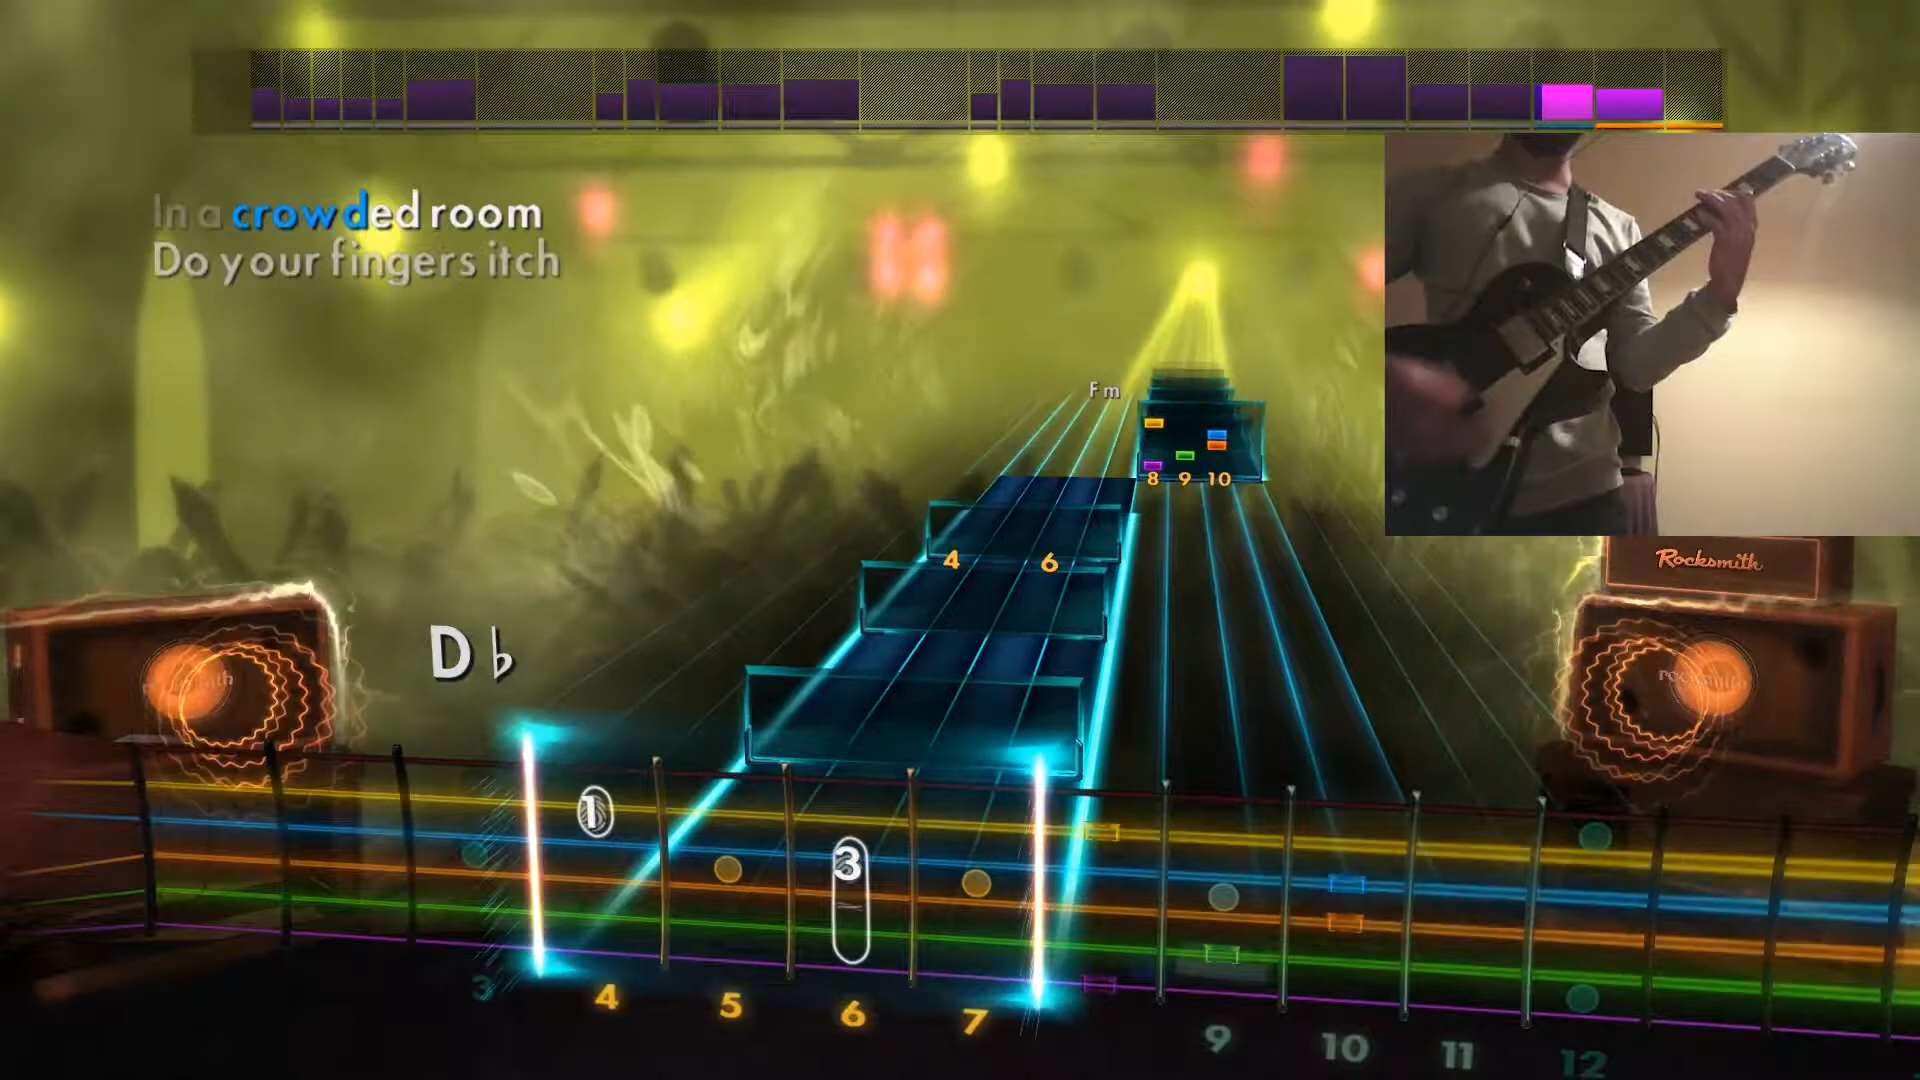 In a crowded room
Do your fingers itch
Fm
8 9 10
4 6
Rocksmith
D♭
1
3
3 4 5 6 7 9 10 11 12